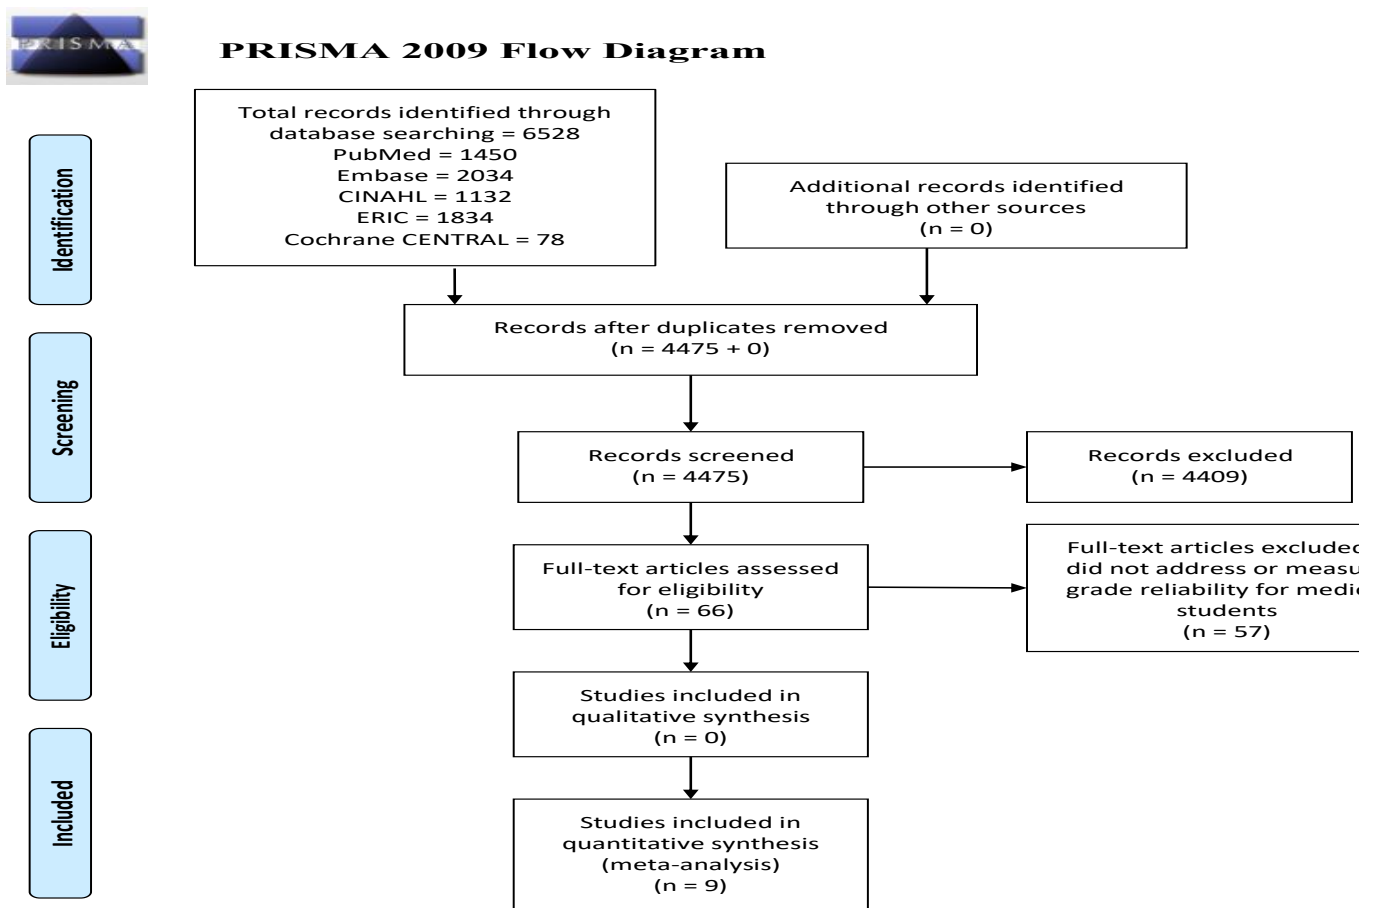 PRISMA
PRISMA 2009 Flow Diagram
Identification
Total records identified through
database searching = 6528
PubMed = 1450
Embase = 2034
CINAHL = 1132
ERIC = 1834
Cochrane CENTRAL = 78
Additional records identified
through other sources
(n = 0)
Records after duplicates removed
(n = 4475 + 0)
Screening
Records screened
(n = 4475)
Records excluded
(n = 4409)
Eligibility
Full-text articles assessed
for eligibility
(n = 66)
Full-text articles
did not address or
grade reliability for
students
(n = 57)
Studies included in
qualitative synthesis
(n = 0)
Included
Studies included in
quantitative synthesis
(meta-analysis)
(n = 9)